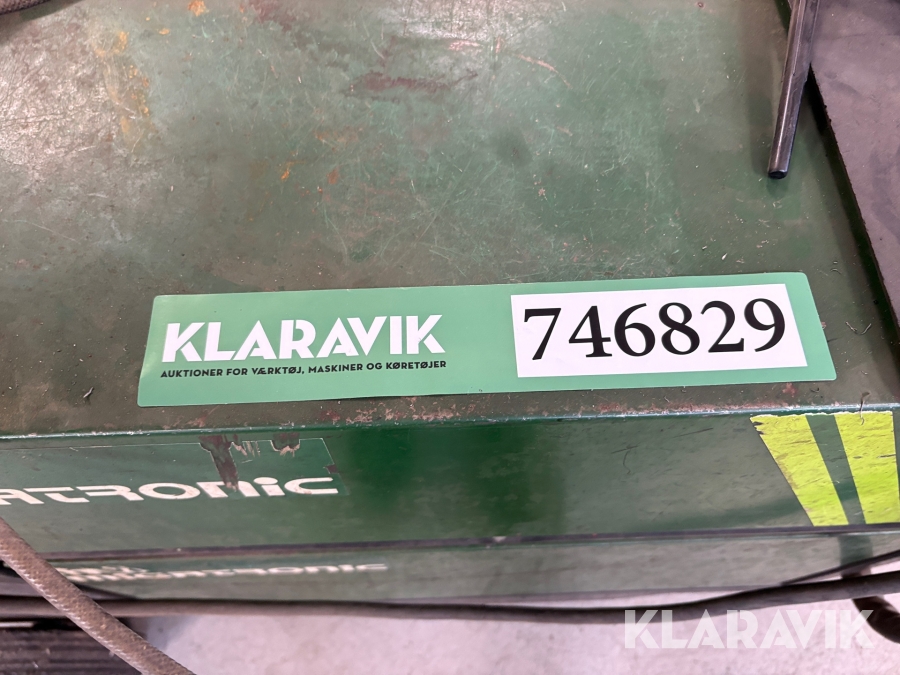 KLARAVIK
AUKTIONER FOR VÆRKTØJ, MASKINER OG KØRETØJER
746829
ATRONIC
KLARAVIK